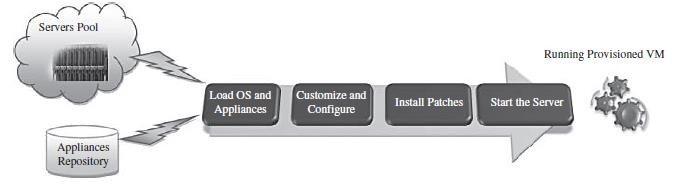 Servers Pool
Running Provisioned VM
Load OS and
Appliances
Customize and
Configure
Install Patches
Start the Server
Appliances
Repository